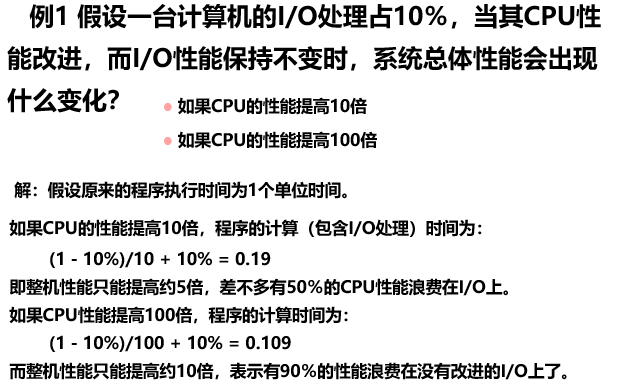 例1 假设一台计算机的I/O处理占10%，当其CPU性
能改进，而I/O性能保持不变时，系统总体性能会出现
什么变化？
● 如果CPU的性能提高10倍
● 如果CPU的性能提高100倍
解：假设原来的程序执行时间为1个单位时间。
如果CPU的性能提高10倍，程序的计算（包含I/O处理）时间为：
(1 - 10%)/10 + 10% = 0.19
即整机性能只能提高约5倍，差不多有50%的CPU性能浪费在I/O上。
如果CPU性能提高100倍，程序的计算时间为：
(1 - 10%)/100 + 10% = 0.109
而整机性能只能提高约10倍，表示有90%的性能浪费在没有改进的I/O上了。